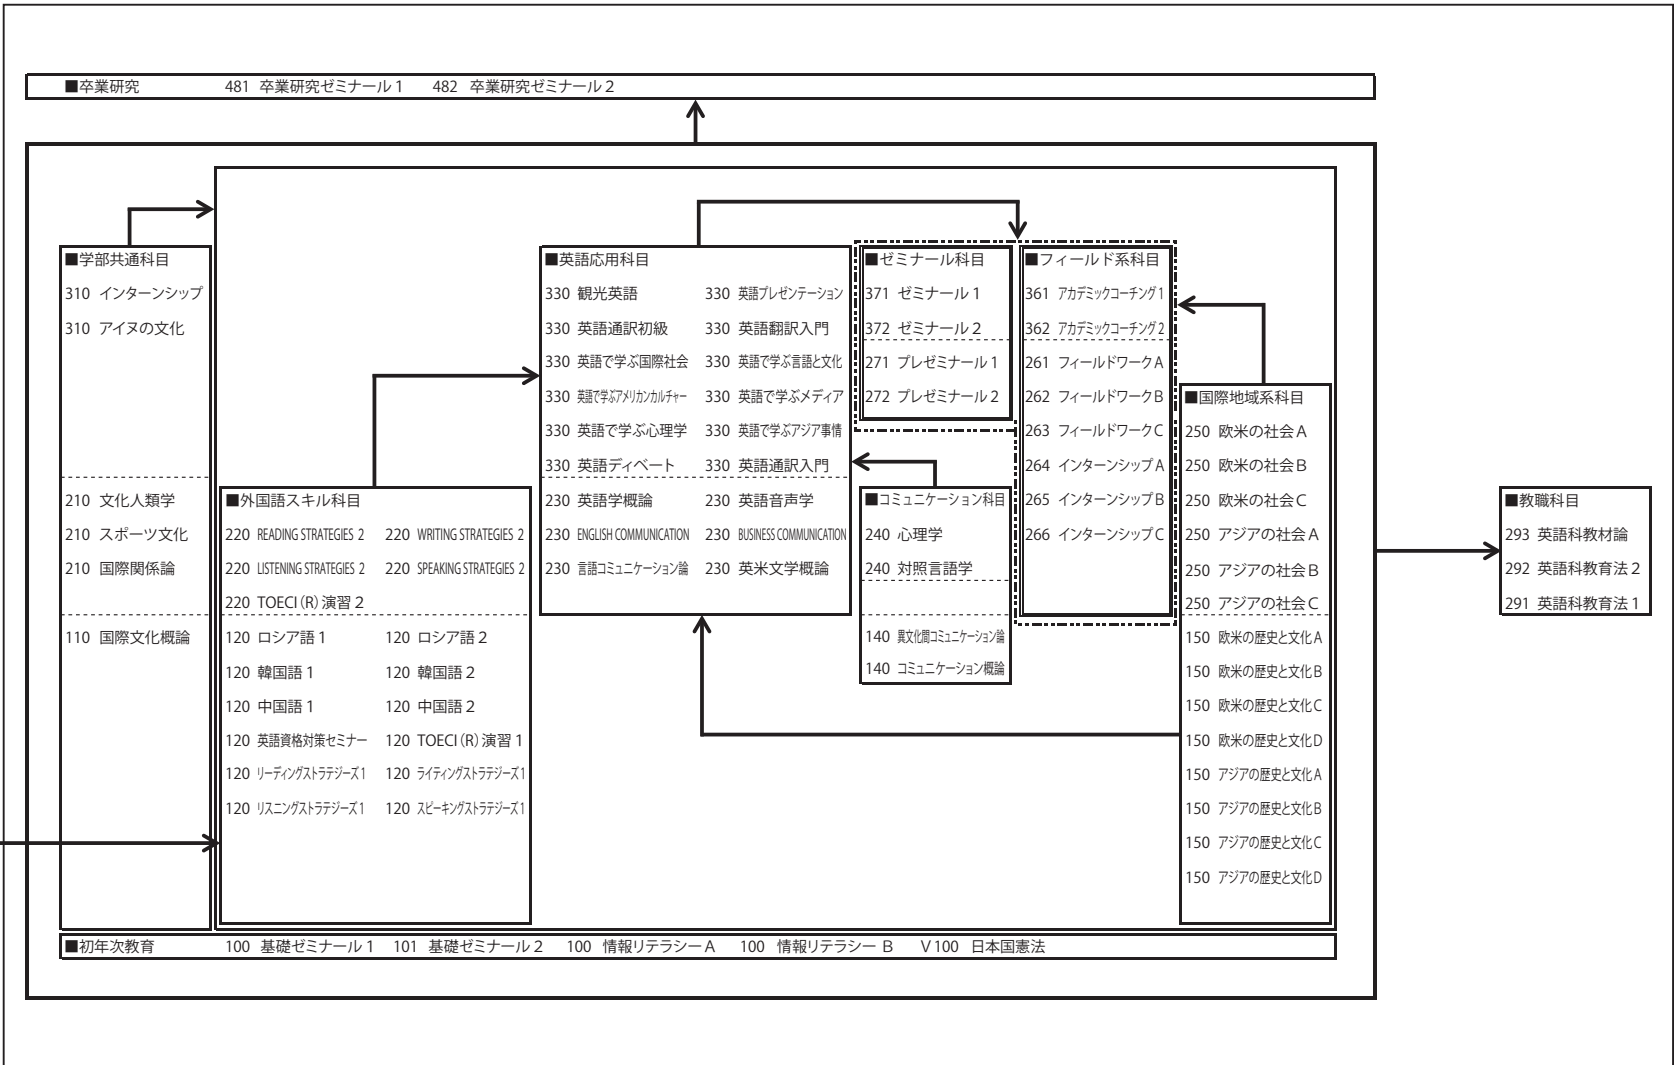 ■卒業研究 481 卒業研究ゼミナール1 482 卒業研究ゼミナール2
■学部共通科目
310 インターンシップ
310 アイヌの文化
210 文化人類学
210 スポーツ文化
210 国際関係論
110 国際文化概論
■外国語スキル科目
220 READING STRATEGIES 2 220 WRITING STRATEGIES 2
220 LISTENING STRATEGIES 2 220 SPEAKING STRATEGIES 2
220 TOECI(R)演習2
120 ロシア語1 120 ロシア語2
120 韓国語1 120 韓国語2
120 中国語1 120 中国語2
120 英語資格対策セミナー 120 TOECI(R)演習1
120 リーディングストラテジーズ1 120 ライティングストラテジーズ1
120 リスニングストラテジーズ1 120 スピーキングストラテジーズ1
■英語応用科目
330 観光英語 330 英語プレゼンテーション
330 英語通訳初級 330 英語翻訳入門
330 英語で学ぶ国際社会 330 英語で学ぶ言語と文化
330 英語で学ぶアメリカンカルチャー 330 英語で学ぶメディア
330 英語で学ぶ心理学 330 英語で学ぶアジア事情
330 英語ディベート 330 英語通訳入門
230 英語学概論 230 英語音声学
230 ENGLISH COMMUNICATION 230 BUSINESS COMMUNICATION
230 言語コミュニケーション論 230 英米文学概論
■ゼミナール科目
371 ゼミナール1
372 ゼミナール2
271 プレゼミナール1
272 プレゼミナール2
■コミュニケーション科目
240 心理学
240 対照言語学
140 異文化間コミュニケーション論
140 コミュニケーション概論
■フィールド系科目
361 アカデミックコーチング1
362 アカデミックコーチング2
261 フィールドワークA
262 フィールドワークB
263 フィールドワークC
264 インターンシップA
265 インターンシップB
266 インターンシップC
■国際地域系科目
250 欧米の社会A
250 欧米の社会B
250 欧米の社会C
250 アジアの社会A
250 アジアの社会B
250 アジアの社会C
150 欧米の歴史と文化A
150 欧米の歴史と文化B
150 欧米の歴史と文化C
150 欧米の歴史と文化D
150 アジアの歴史と文化A
150 アジアの歴史と文化B
150 アジアの歴史と文化C
150 アジアの歴史と文化D
■教職科目
293 英語科教材論
292 英語科教育法2
291 英語科教育法1
■初年次教育 100 基礎ゼミナール1 101 基礎ゼミナール2 100 情報リテラシーA 100 情報リテラシー B V100 日本国憲法